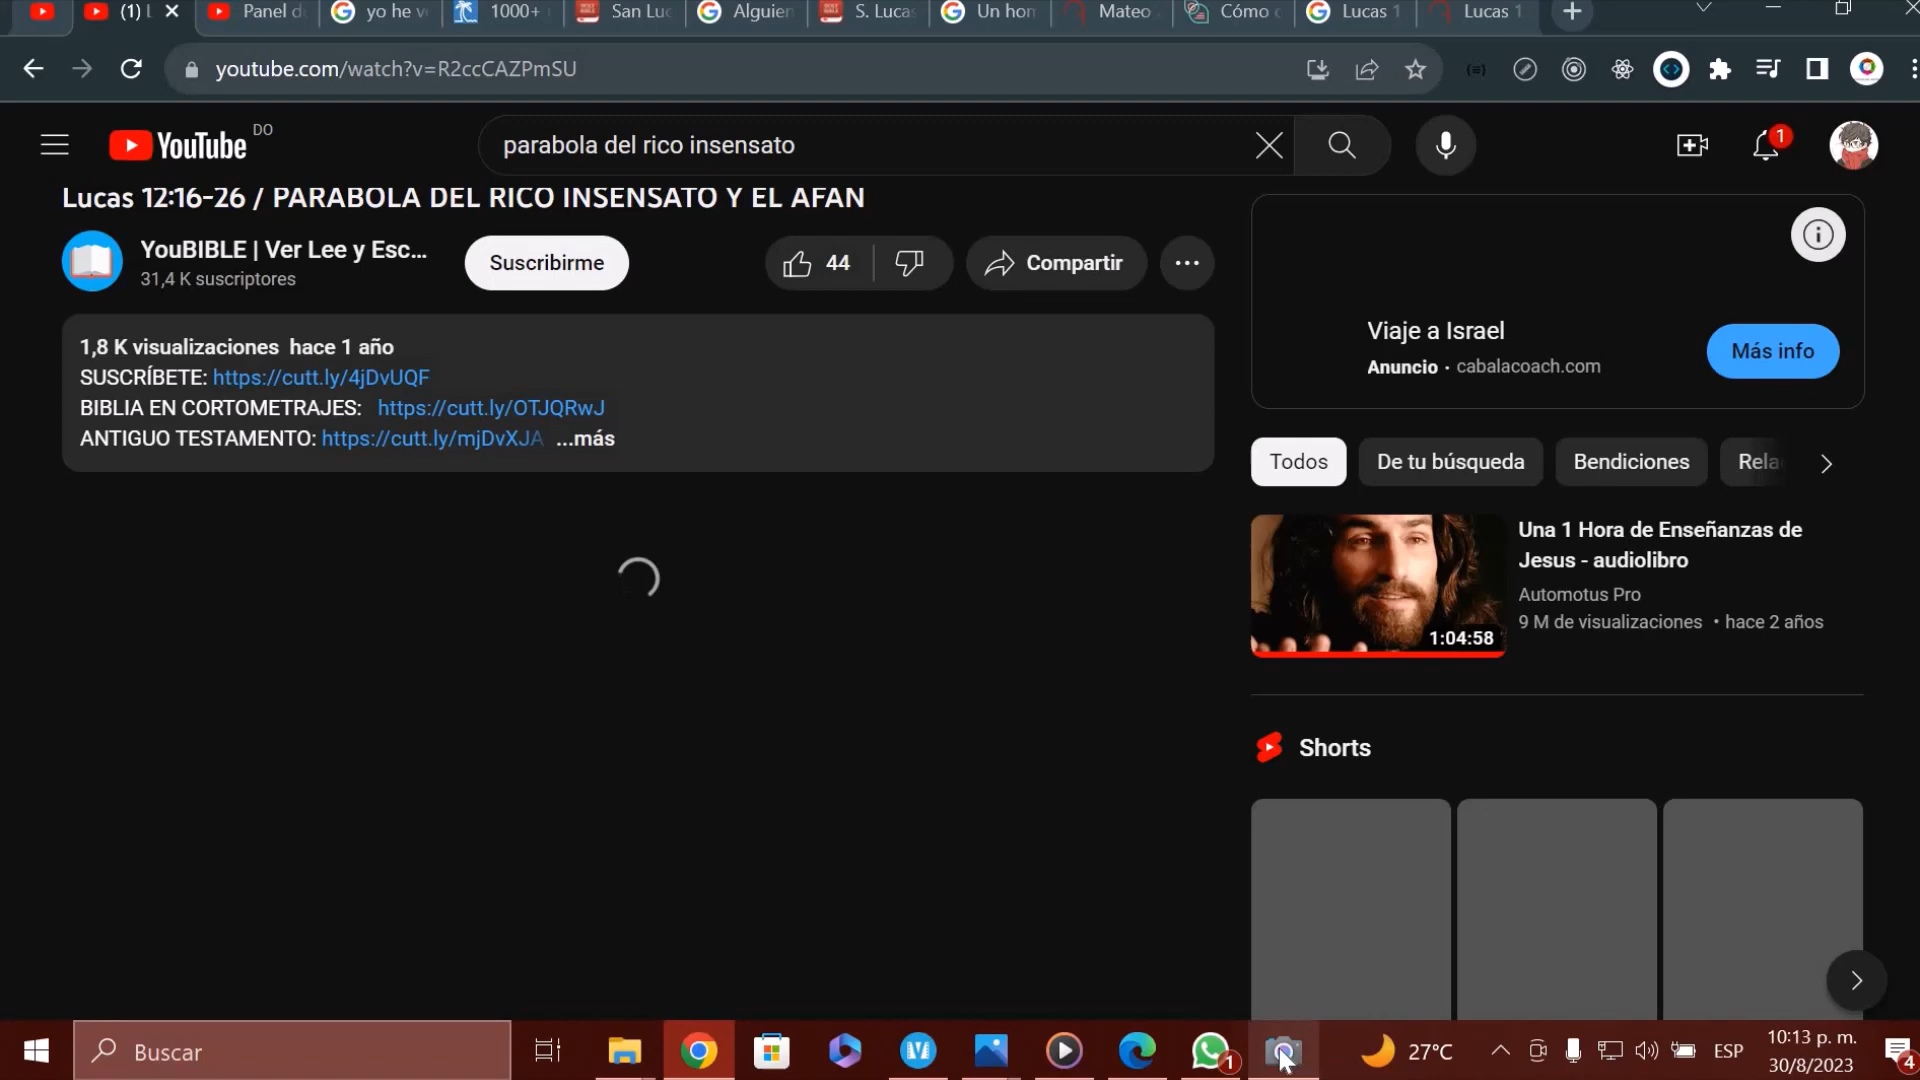 (1) L
Panel d
yo he v
1000+
San Luc
Alguien
S. Lucas
Un hon
Mateo
Cómo c
Lucas 1
Lucas 1
youtube.com/watch?v=R2ccCAZPmSU
YouTube DO
parabola del rico insensato
1
Lucas 12:16-26 / PARABOLA DEL RICO INSENSATO Y EL AFAN
YouBIBLE | Ver Lee y Esc...
31,4 K suscriptores
Suscribirme
44
Compartir
1,8 K visualizaciones hace 1 año
SUSCRÍBETE: https://cutt.ly/4jDvUQF
BIBLIA EN CORTOMETRAJES: https://cutt.ly/OTJQRwJ
ANTIGUO TESTAMENTO: https://cutt.ly/mjDvXJA ...más
Viaje a Israel
Anuncio · cabalacoach.com
Más info
Todos
De tu búsqueda
Bendiciones
Rela
Una 1 Hora de Enseñanzas de
Jesus - audiolibro
Automotus Pro
9 M de visualizaciones • hace 2 años
1:04:58
Shorts
Buscar
1
27°C
ESP
10:13 p. m.
30/8/2023
4